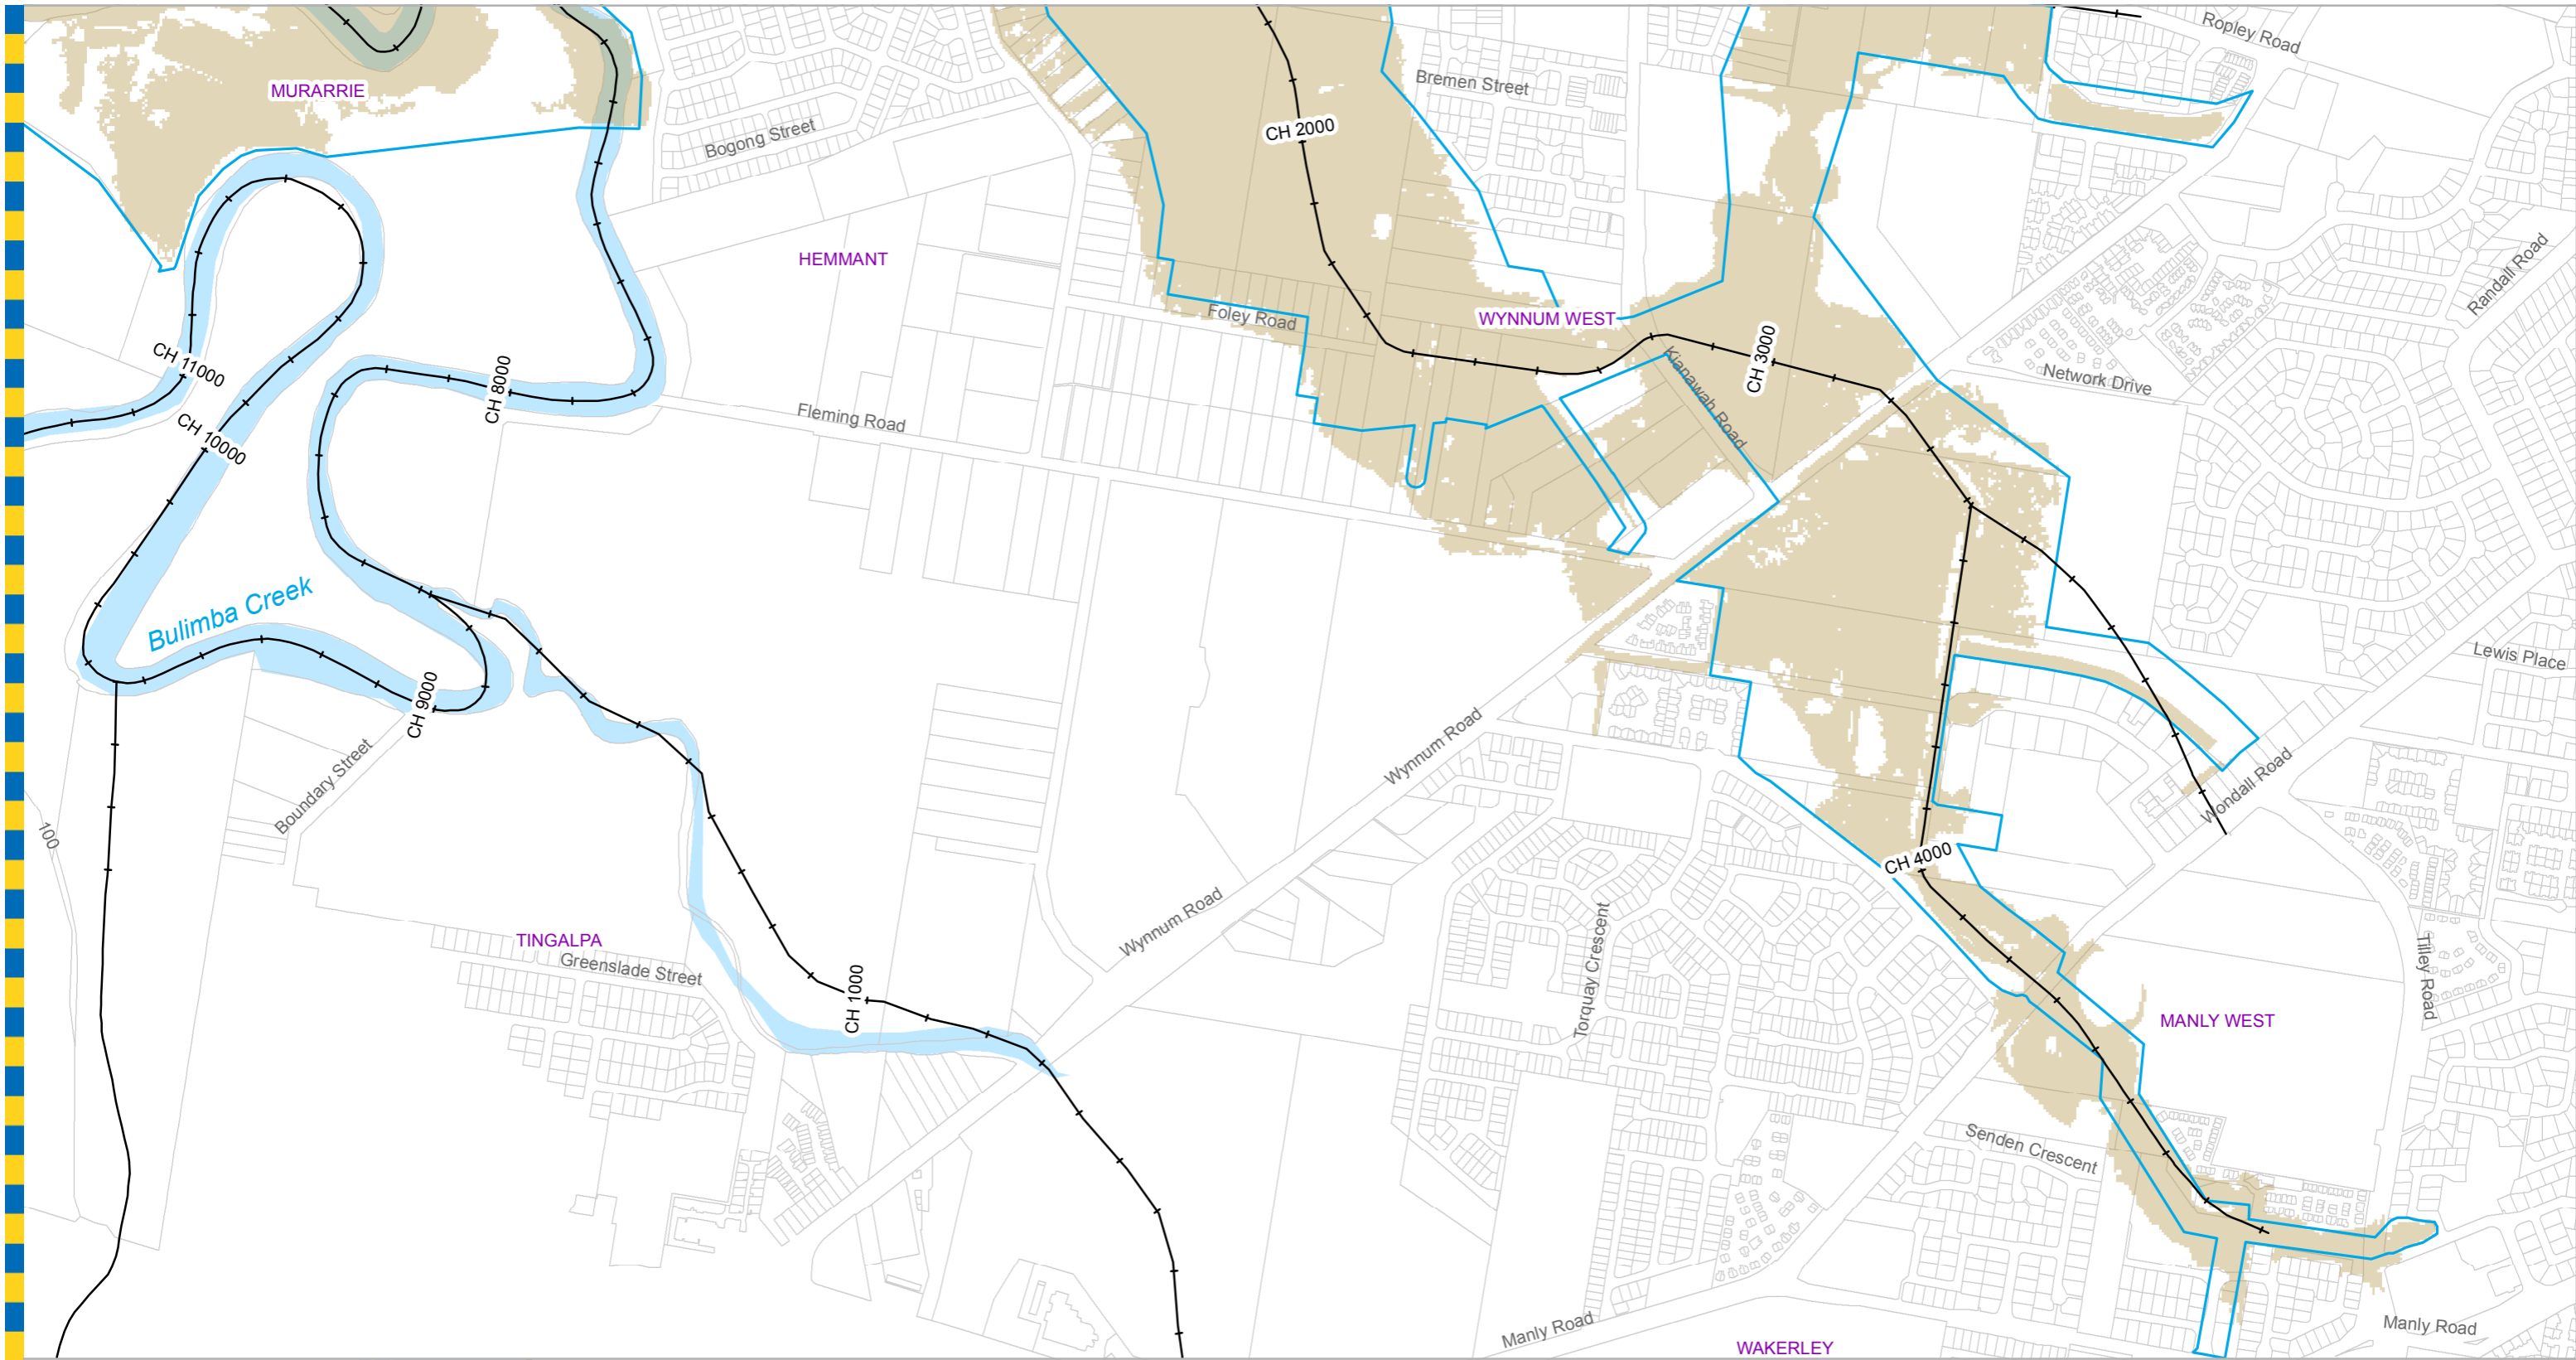 Ropley Road
MURARRIE
Bremen Street
CH 2000
Bogong Street
HEMMANT
Randall Road
Foley Road
WYNNUM WEST
CH 11000
CH 8000
Kianawah Road
CH 3000
Network Drive
Fleming Road
CH 10000
Bulimba Creek
Lewis Place
CH 9000
Boundary Street
Wynnum Road
Wondall Road
100
CH 4000
Wynnum Road
TINGALPA
Greenslade Street
Torquay Crescent
Tilley Road
CH 1000
MANLY WEST
Senden Crescent
Manly Road
Manly Road
WAKERLEY